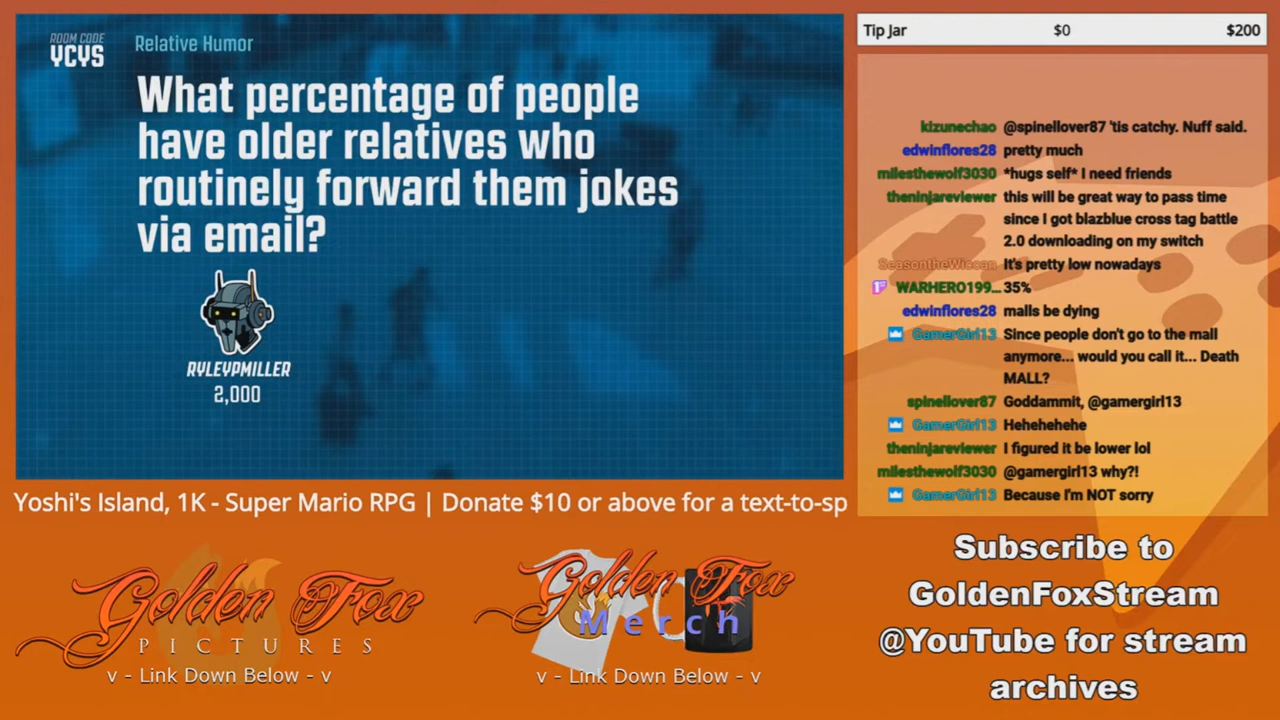 ROOM CODE
YCYS
Relative Humor
What percentage of people
have older relatives who
routinely forward them jokes
via email?
RYLEYPMILLER
2,000
Yoshi's Island, 1K - Super Mario RPG | Donate $10 or above for a text-to-sp
Tip Jar $0 $200
kizunechao @spinellover87 'tis catchy. Nuff said.
edwinflores28 pretty much
milesthewolf3030 *hugs self* I need friends
theninjareviewer this will be great way to pass time
since I got blazblue cross tag battle
2.0 downloading on my switch
SeasontheWiccan It's pretty low nowadays
WARHERO199... 35%
edwinflores28 malls be dying
GamerGirl13 Since people don't go to the mall
anymore... would you call it... Death
MALL?
spinellover87 Goddammit, @gamergirl13
GamerGirl13 Hehehehehe
theninjareviewer I figured it be lower lol
milesthewolf3030 @gamergirl13 why?!
GamerGirl13 Because I'm NOT sorry
Golden Fox
PICTURES
v - Link Down Below - v
Golden Fox
Merch
v - Link Down Below - v
Subscribe to
GoldenFoxStream
@YouTube for stream
archives